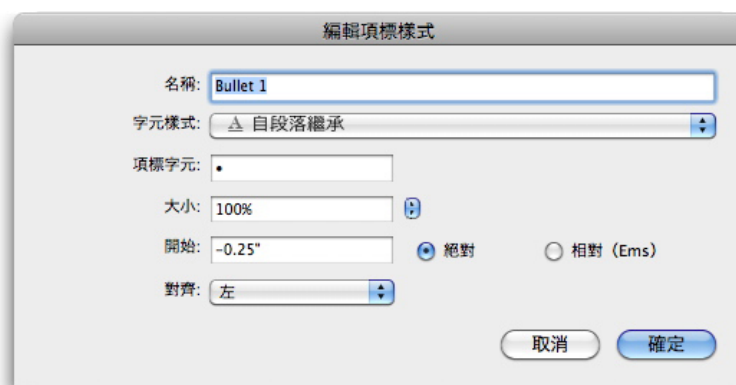 編輯項標樣式
名稱: Bullet 1
字元樣式: A 自段落繼承
項標字元: •
大小: 100%
開始: -0.25" 絕對 相對（Ems）
對齊: 左
取消 確定